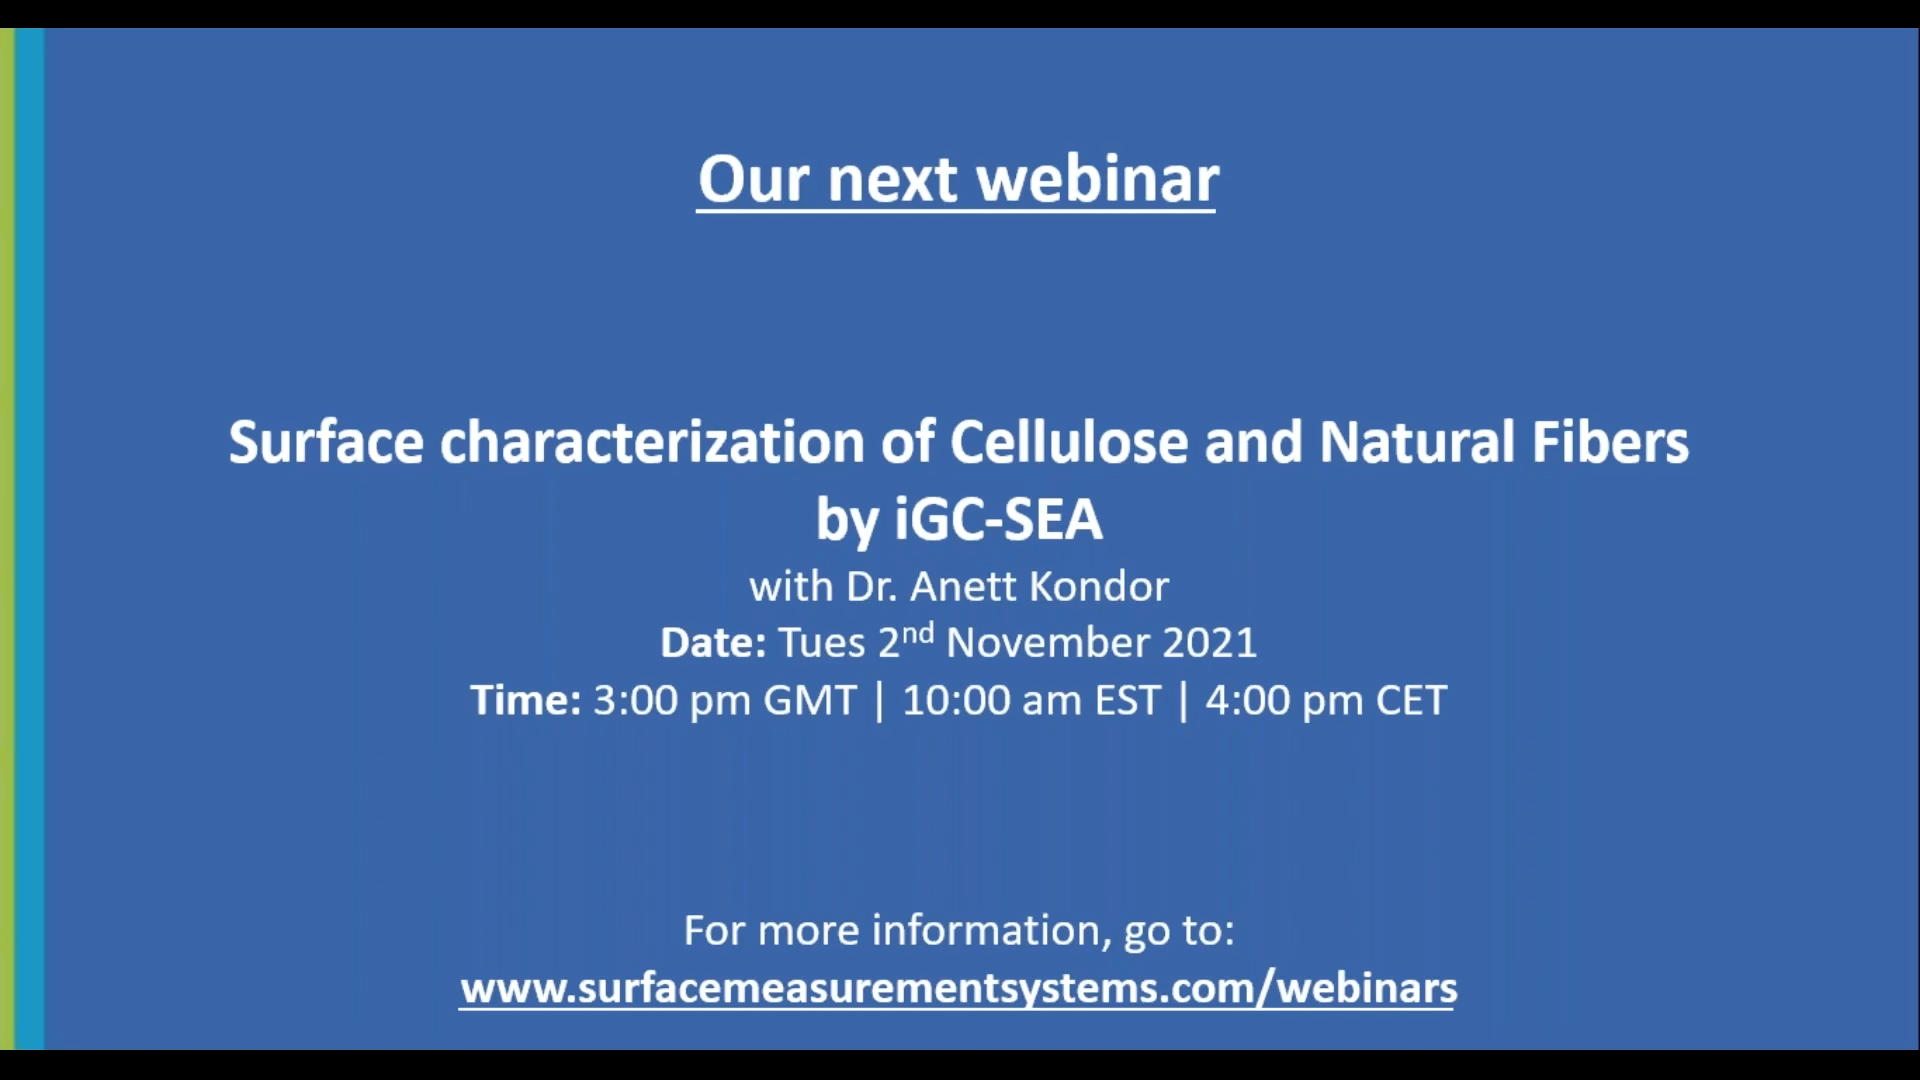 Our next webinar
Surface characterization of Cellulose and Natural Fibers
by iGC-SEA
with Dr. Anett Kondor
Date: Tues 2nd November 2021
Time: 3:00 pm GMT | 10:00 am EST | 4:00 pm CET
For more information, go to:
www.surfacemeasurementsystems.com/webinars